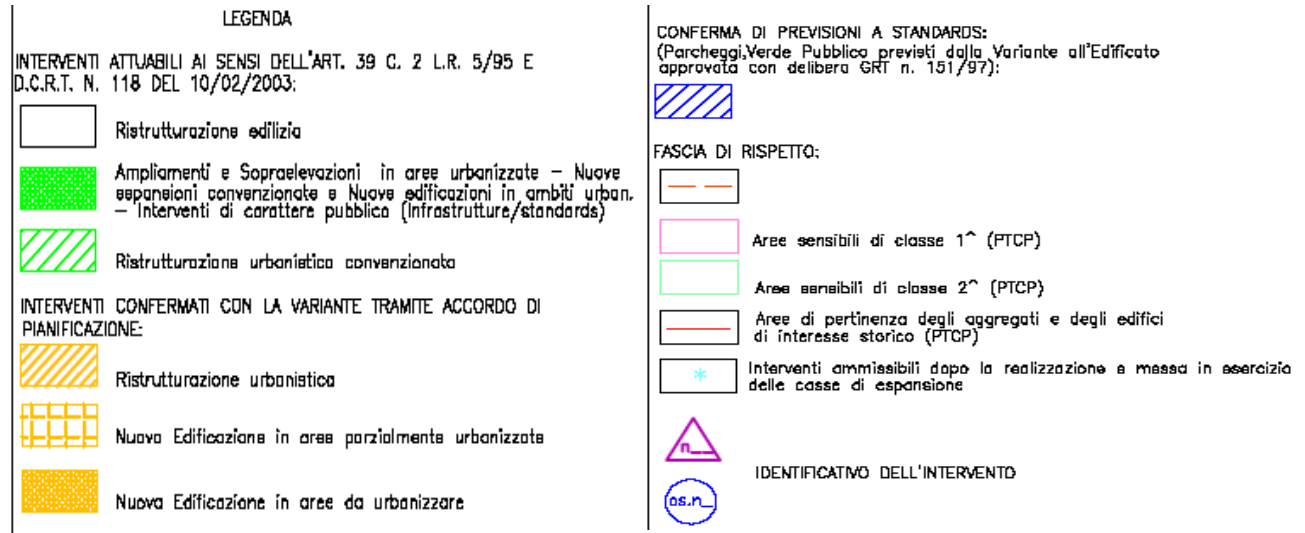 LEGENDA
INTERVENTI ATTUABILI AI SENSI DELL'ART. 39 C. 2 L.R. 5/95 E
D.C.R.T. N. 118 DEL 10/02/2003:
Ristrutturazione edilizia
Ampliamenti e Sopraelevazioni in aree urbanizzate – Nuove
espansioni convenzionate e Nuove edificazioni in ambiti urban.
– Interventi di carattere pubblico (Infrastrutture/standards)
Ristrutturazione urbanistica convenzionata
INTERVENTI CONFERMATI CON LA VARIANTE TRAMITE ACCORDO DI
PIANIFICAZIONE:
Ristrutturazione urbanistica
Nuova Edificazione in aree parzialmente urbanizzate
Nuova Edificazione in aree da urbanizzare
CONFERMA DI PREVISIONI A STANDARDS:
(Parcheggi,Verde Pubblico previsti dalla Variante all'Edificato
approvata con delibera GRT n. 151/97):
FASCIA DI RISPETTO:
Aree sensibili di classe 1^ (PTCP)
Aree sensibili di classe 2^ (PTCP)
Aree di pertinenza degli aggregati e degli edifici
di interesse storico (PTCP)
*
Interventi ammissibili dopo la realizzazione e messa in esercizio
delle casse di espansione
n_
IDENTIFICATIVO DELL'INTERVENTO
as.n_